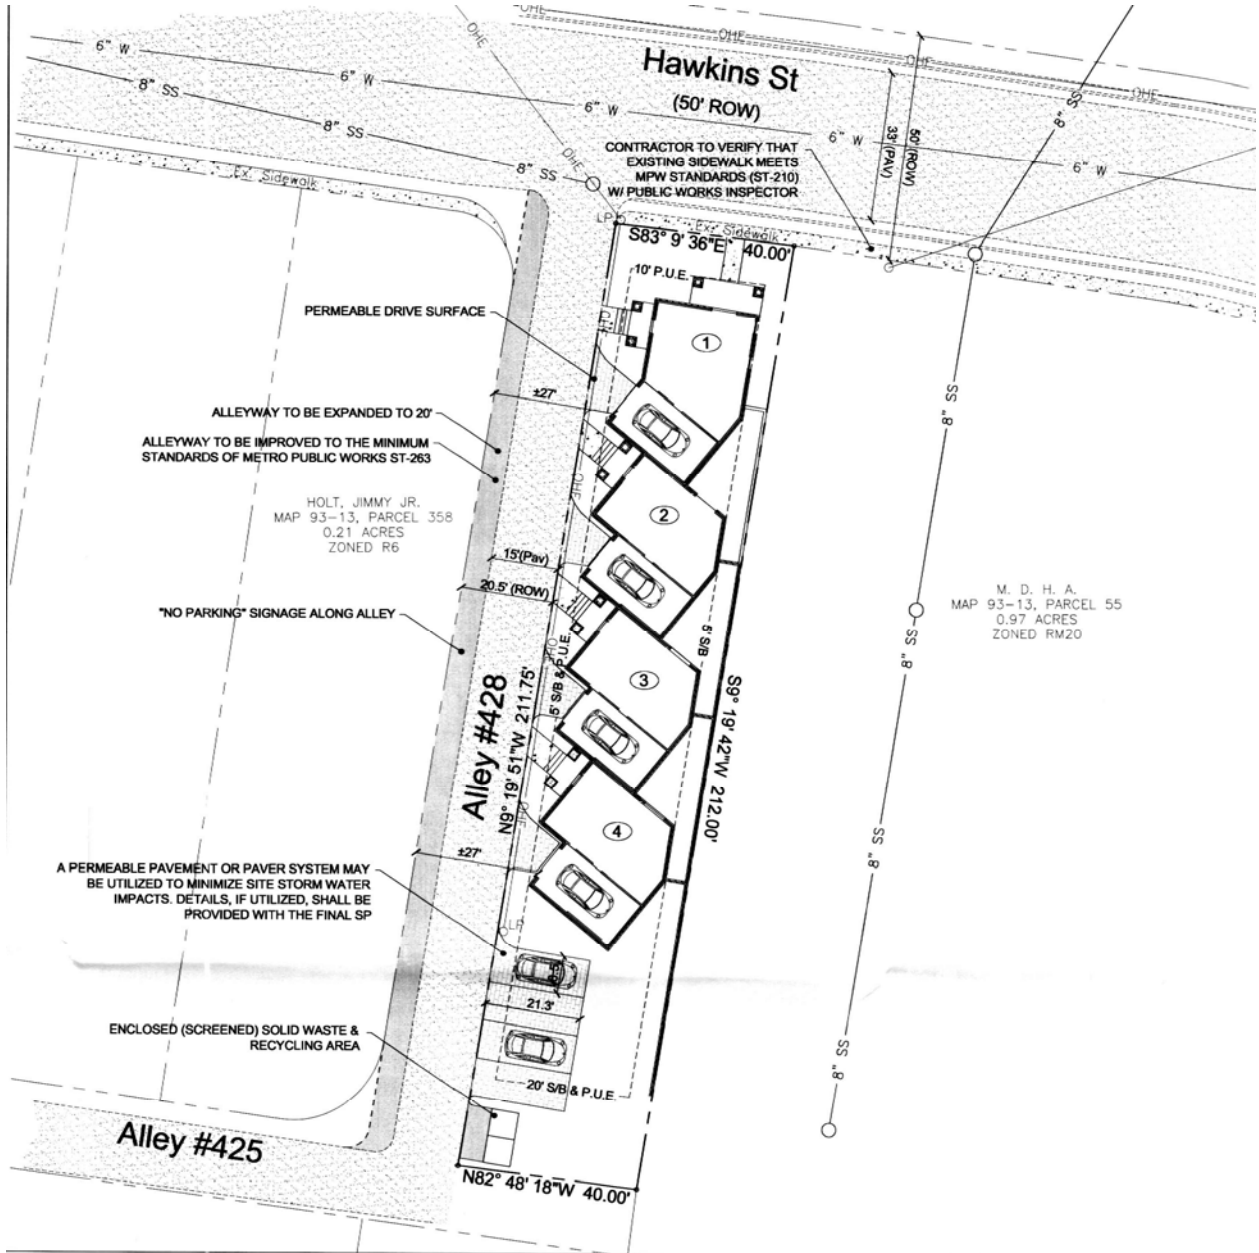 OHE
OHE
OHE
OHE
OHE
6" W
6" W
6" W
6" W
6" W
8" SS
8" SS
8" SS
8" SS
Hawkins St
(50' ROW)
33' (PAV)
50' (ROW)
CONTRACTOR TO VERIFY THAT
EXISTING SIDEWALK MEETS
MPW STANDARDS (ST-210)
W/ PUBLIC WORKS INSPECTOR
OHE
Ex. Sidewalk
LP
Ex. Sidewalk
S83° 9' 36"E 40.00'
10' P.U.E.
PERMEABLE DRIVE SURFACE
OHE
1
±27'
8" SS
ALLEYWAY TO BE EXPANDED TO 20'
ALLEYWAY TO BE IMPROVED TO THE MINIMUM
STANDARDS OF METRO PUBLIC WORKS ST-263
HOLT, JIMMY JR.
MAP 93-13, PARCEL 358
0.21 ACRES
ZONED R6
OHE
2
15'(Pav)
20.5' (ROW)
"NO PARKING" SIGNAGE ALONG ALLEY
M. D. H. A.
MAP 93-13, PARCEL 55
0.97 ACRES
ZONED RM20
8" SS
5' S/B
OHE
5' S/B & P.U.E.
3
Alley #428
N9° 19' 51"W 211.75'
S9° 19' 42"W 212.00'
OHE
4
±27'
8" SS
A PERMEABLE PAVEMENT OR PAVER SYSTEM MAY
BE UTILIZED TO MINIMIZE SITE STORM WATER
IMPACTS. DETAILS, IF UTILIZED, SHALL BE
PROVIDED WITH THE FINAL SP
LP
21.3'
ENCLOSED (SCREENED) SOLID WASTE &
RECYCLING AREA
8" SS
20' S/B & P.U.E.
Alley #425
N82° 48' 18"W 40.00'